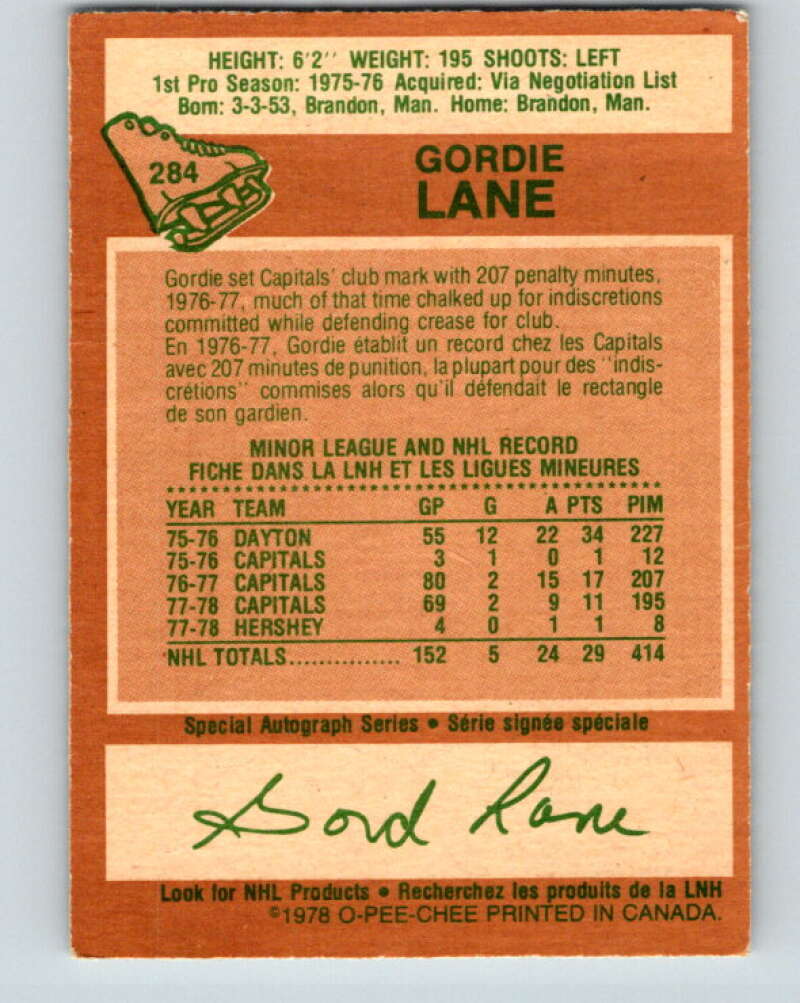 HEIGHT: 6'2'' WEIGHT: 195 SHOOTS: LEFT
1st Pro Season: 1975-76 Acquired: Via Negotiation List
Born: 3-3-53, Brandon, Man. Home: Brandon, Man.
284
GORDIE
LANE
Gordie set Capitals' club mark with 207 penalty minutes,
1976-77, much of that time chalked up for indiscretions
committed while defending crease for club.
En 1976-77, Gordie établit un record chez les Capitals
avec 207 minutes de punition, la plupart pour des ''indis-
crétions'' commises alors qu'il défendait le rectangle
de son gardien.
MINOR LEAGUE AND NHL RECORD
FICHE DANS LA LNH ET LES LIGUES MINEURES
YEAR TEAM GP G A PTS PIM
75-76 DAYTON 55 12 22 34 227
75-76 CAPITALS 3 1 0 1 12
76-77 CAPITALS 80 2 15 17 207
77-78 CAPITALS 69 2 9 11 195
77-78 HERSHEY 4 0 1 1 8
NHL TOTALS............... 152 5 24 29 414
Special Autograph Series • Série signée spéciale
Gord Lane
Look for NHL Products • Recherchez les produits de la LNH
©1978 O-PEE-CHEE PRINTED IN CANADA.